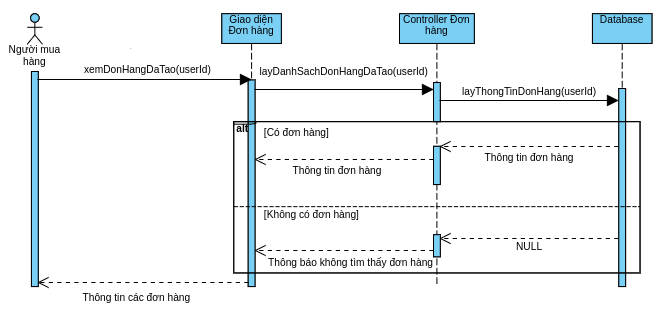 Giao diện
Đơn hàng
Controller Đơn
hàng
Database
Người mua
hàng
xemDonHangDaTao(userId)
layDanhSachDonHangDaTao(userId)
layThongTinDonHang(userId)
alt
[Có đơn hàng]
Thông tin đơn hàng
Thông tin đơn hàng
[Không có đơn hàng]
NULL
Thông báo không tìm thấy đơn hàng
Thông tin các đơn hàng